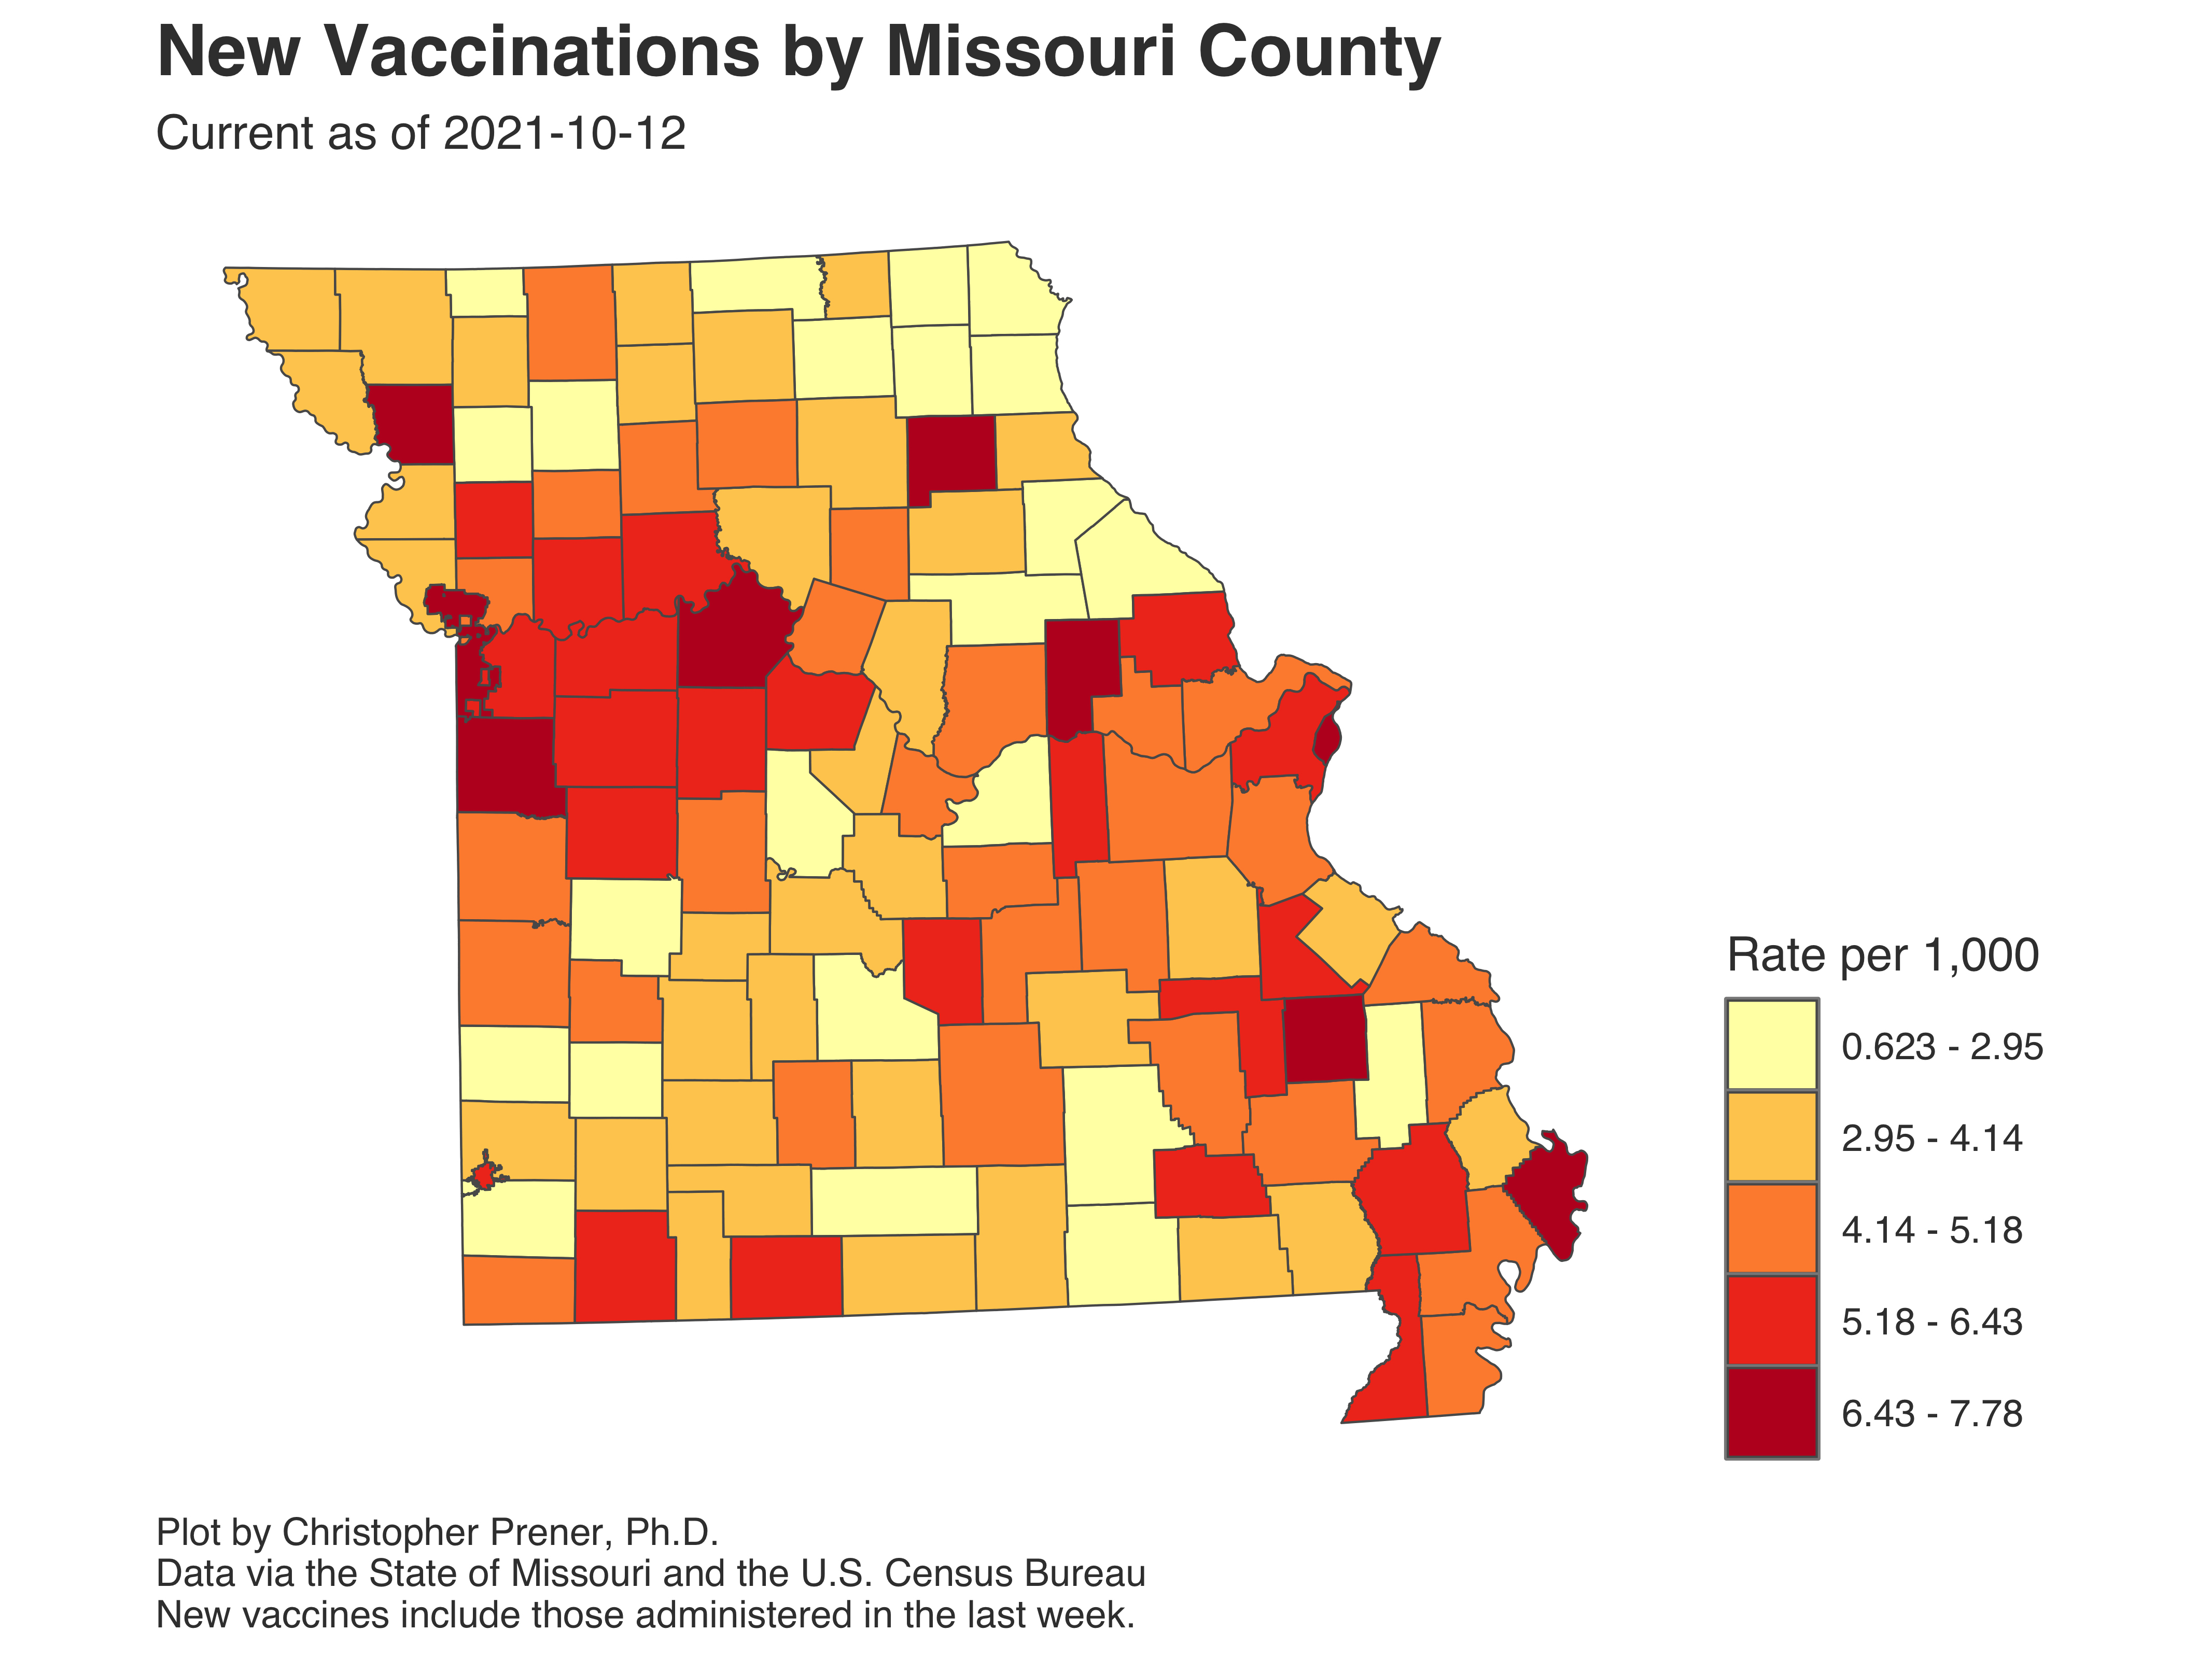 New Vaccinations by Missouri County
Current as of 2021-10-12
Rate per 1,000
0.623 - 2.95
2.95 - 4.14
4.14 - 5.18
5.18 - 6.43
6.43 - 7.78
Plot by Christopher Prener, Ph.D.
Data via the State of Missouri and the U.S. Census Bureau
New vaccines include those administered in the last week.